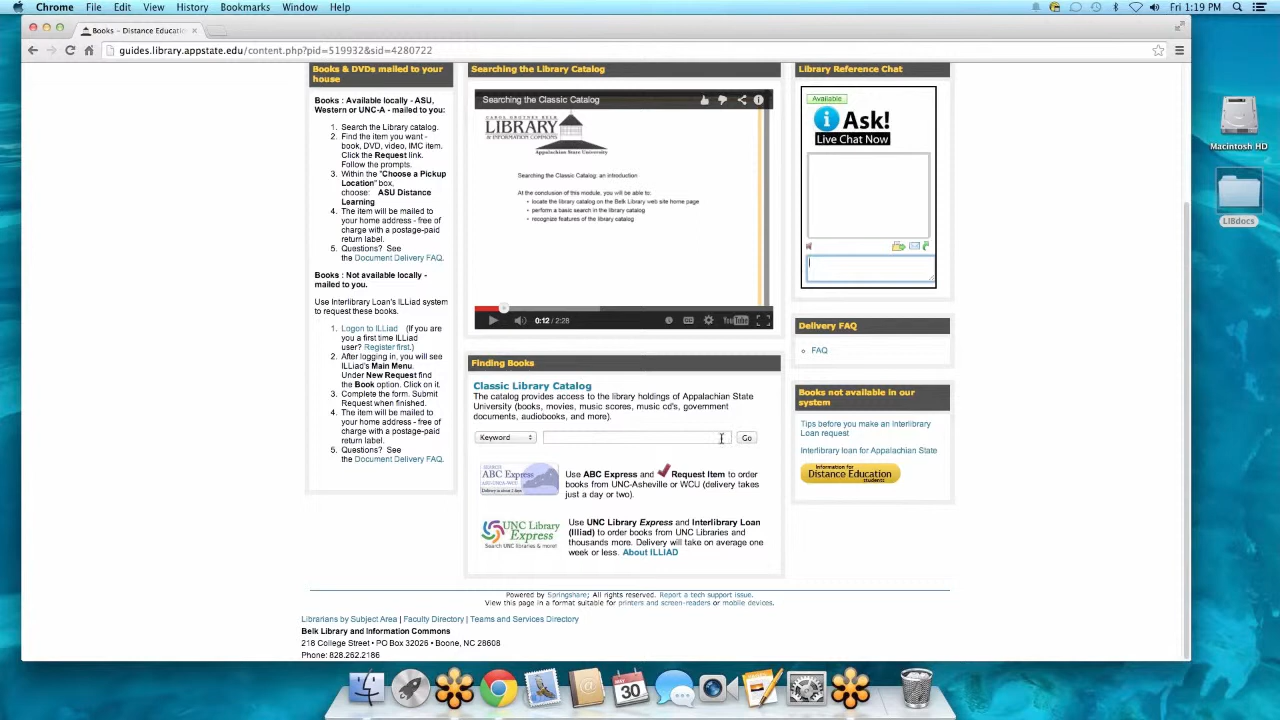 Chrome File Edit View History Bookmarks Window Help
Fri 1:19 PM
Books – Distance Educatio
guides.library.appstate.edu/content.php?pid=519932&sid=4280722
Books & DVDs mailed to your
house
Books : Available locally - ASU,
Western or UNC-A - mailed to you:
1. Search the Library catalog.
2. Find the item you want -
book, DVD, video, IMC item.
Click the Request link.
Follow the prompts.
3. Within the "Choose a Pickup
Location" box,
choose: ASU Distance
Learning
4. The item will be mailed to
your home address - free of
charge with a postage-paid
return label.
5. Questions? See
the Document Delivery FAQ.
Books : Not available locally -
mailed to you.
Use Interlibrary Loan's ILLiad system
to request these books.
1. Logon to ILLiad (If you are
you a first time ILLiad
user? Register first.)
2. After logging in, you will see
ILLiad's Main Menu.
Under New Request find
the Book option. Click on it.
3. Complete the form. Submit
Request when finished.
4. The item will be mailed to
your home address - free of
charge with a postage-paid
return label.
5. Questions? See
the Document Delivery FAQ.
Searching the Library Catalog
Searching the Classic Catalog
CAROL GROTNES BELK
LIBRARY
& INFORMATION COMMONS
Appalachian State University
Searching the Classic Catalog: an introduction
At the conclusion of this module, you will be able to:
• locate the library catalog on the Belk Library web site home
page
• perform a basic search in the library catalog
• recognize features of the library catalog
0:12 / 2:28
YouTube
Finding Books
Classic Library Catalog
The catalog provides access to the library holdings of Appalachian State
University (books, movies, music scores, music cd's, government
documents, audiobooks, and more).
Keyword
Go
ABC Express
Delivery in about 2 days
Use ABC Express and Request Item to order
books from UNC-Asheville or WCU (delivery takes
just a day or two).
UNC Library
Express
Search UNC libraries & more!
Use UNC Library Express and Interlibrary Loan
(Illiad) to order books from UNC Libraries and
thousands more. Delivery will take on average one
week or less. About ILLIAD
Library Reference Chat
Available
i Ask!
Live Chat Now
Delivery FAQ
FAQ
Books not available in our
system
Tips before you make an Interlibrary
Loan request
Interlibrary loan for Appalachian State
Information for
Distance Education
students
Powered by Springshare; All rights reserved. Report a tech support issue.
View this page in a format suitable for printers and screen-readers or mobile devices.
Librarians by Subject Area | Faculty Directory | Teams and Services Directory
Belk Library and Information Commons
218 College Street • PO Box 32026 • Boone, NC 28608
Phone: 828.262.2186
Macintosh HD
LIBdocs
MAY
30